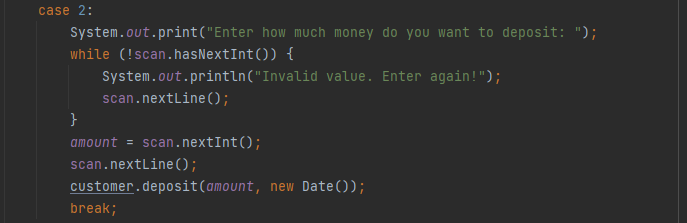 case 2:
System.out.print("Enter how much money do you want to deposit: ");
while (!scan.hasNextInt()) {
System.out.println("Invalid value. Enter again!");
scan.nextLine();
}
amount = scan.nextInt();
scan.nextLine();
customer.deposit(amount, new Date());
break;